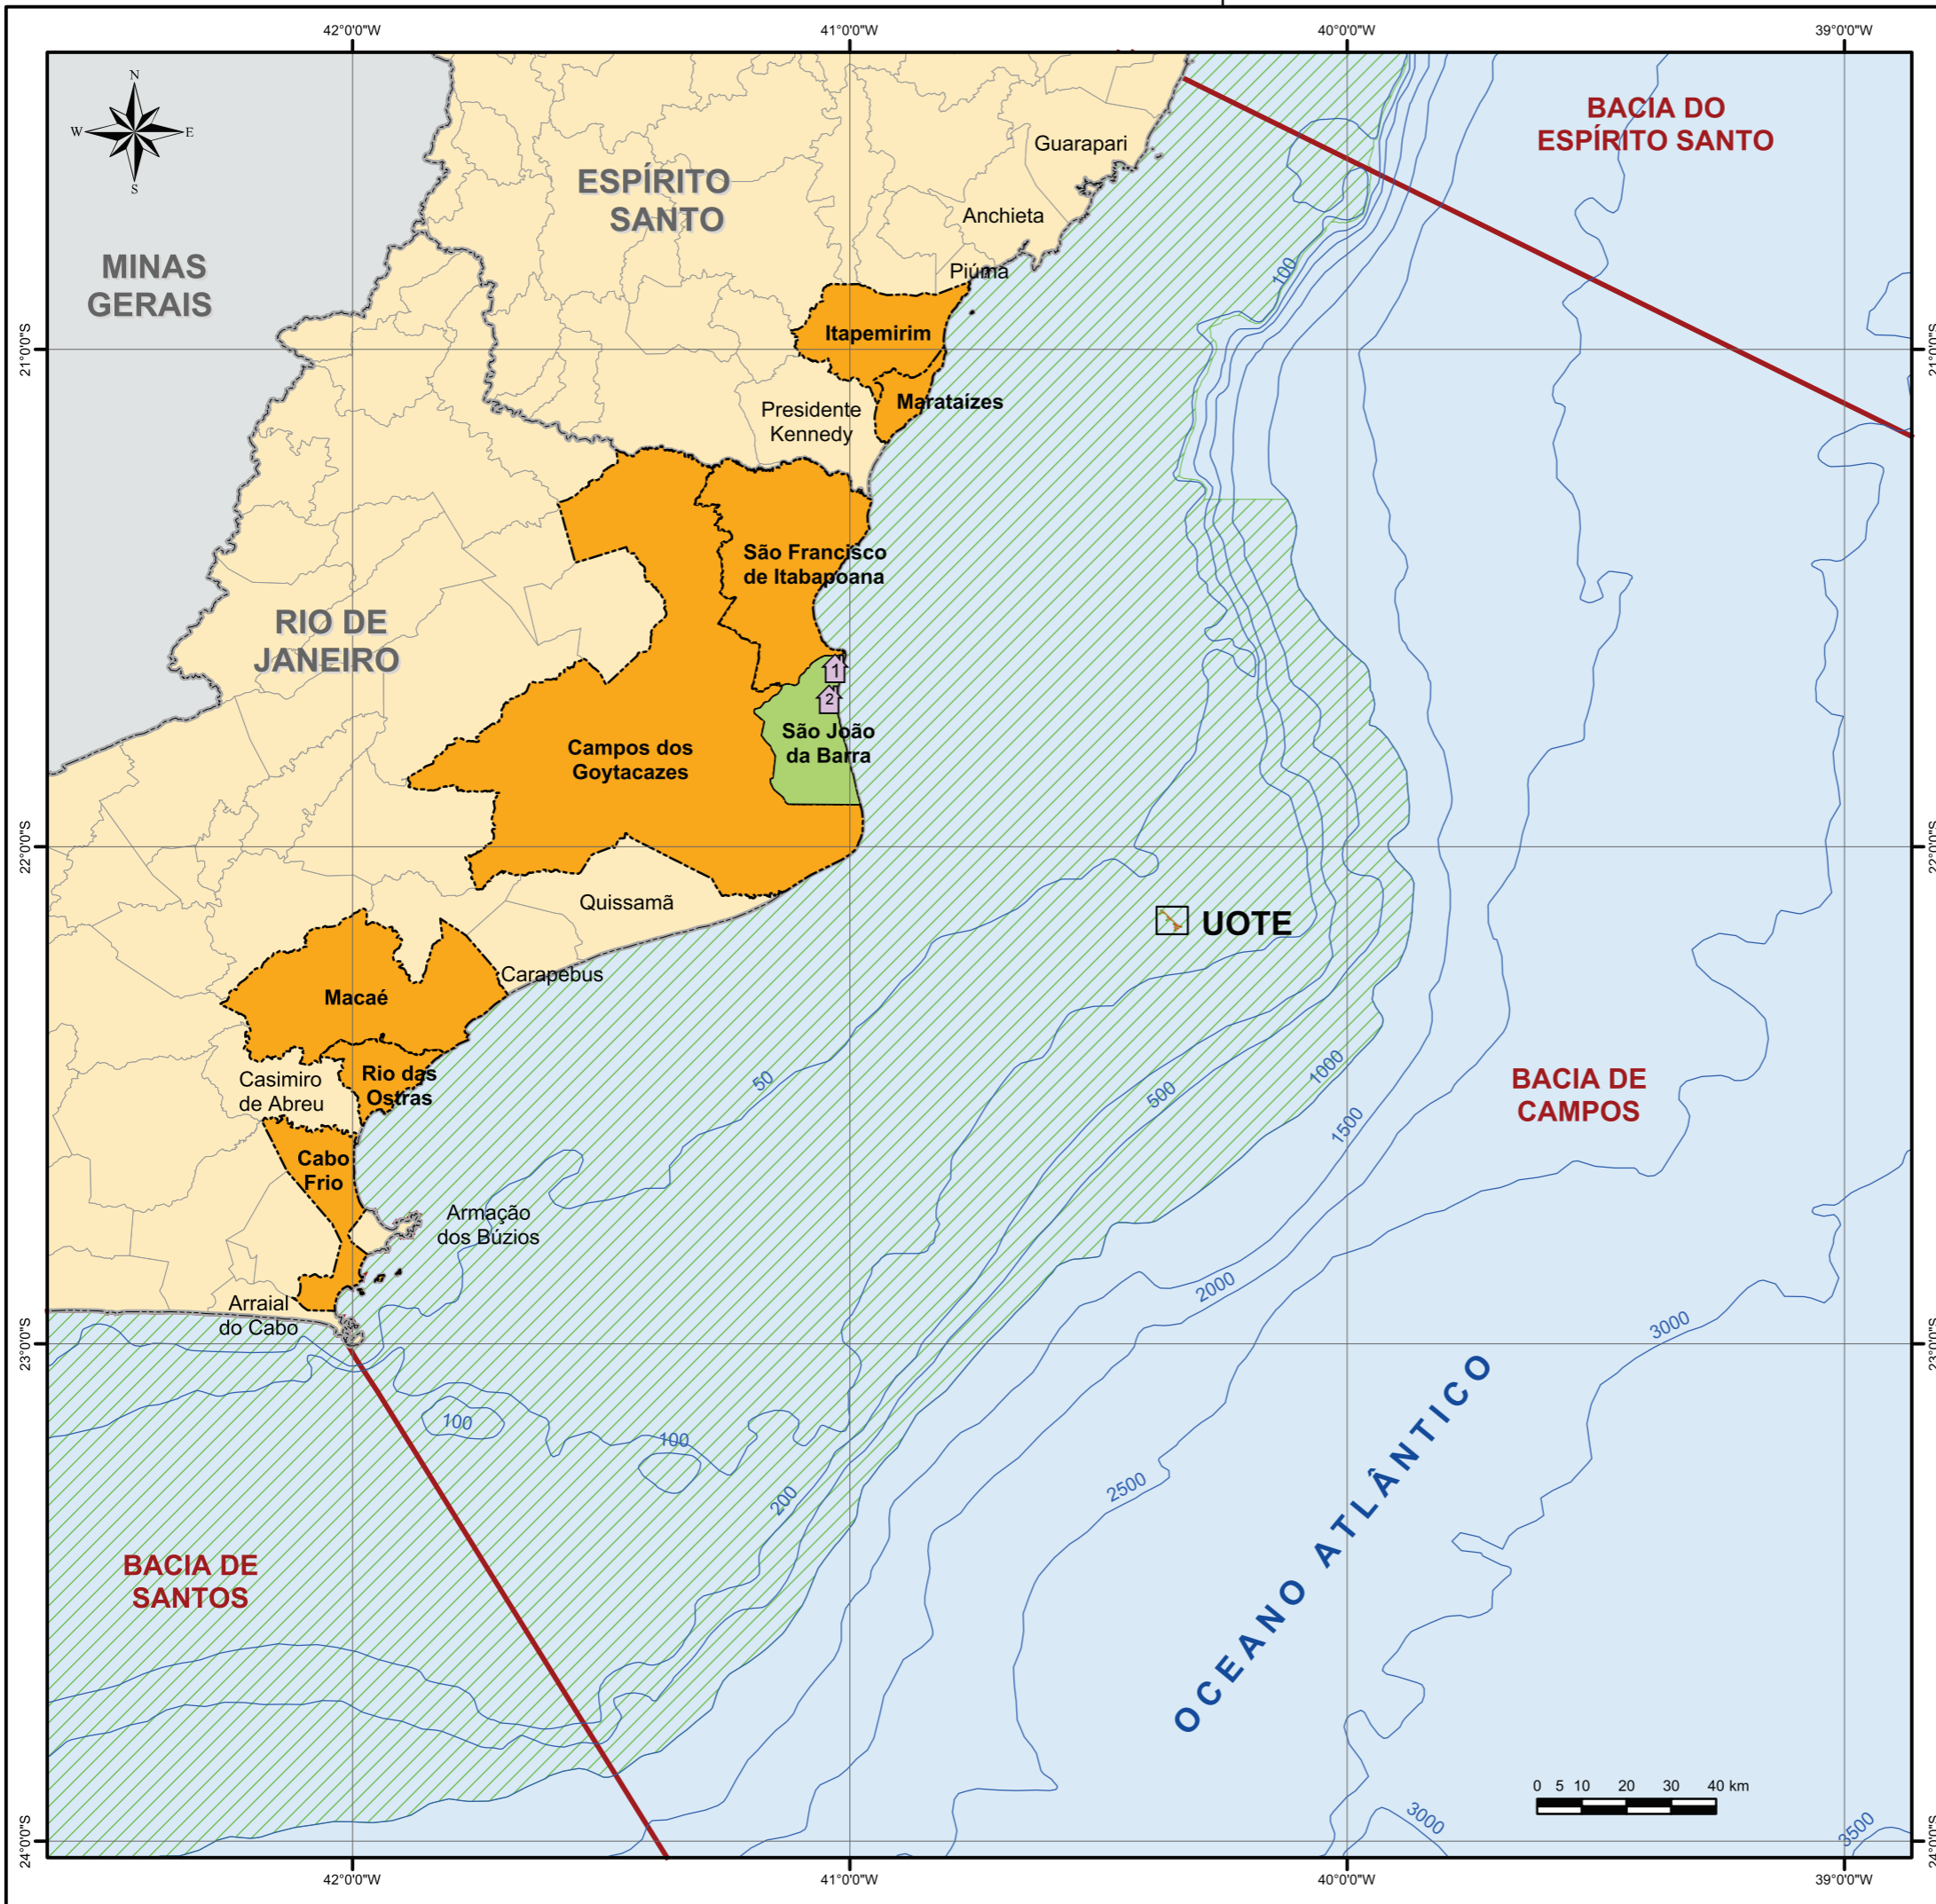 42°0'0"W 41°0'0"W 40°0'0"W 39°0'0"W
N
W E
S
BACIA DO
ESPÍRITO SANTO
Guarapari
ESPÍRITO
SANTO
Anchieta
MINAS
GERAIS
Piúma
100
Itapemirim
21°0'0"S 21°0'0"S
Marataízes
Presidente
Kennedy
São Francisco
de Itabapoana
RIO DE
JANEIRO
1
2
São João
da Barra
Campos dos
Goytacazes
22°0'0"S 22°0'0"S
Quissamã
UOTE
Carapebus
Macaé
Rio das
Ostras
Casimiro
de Abreu
50
500
1000
1500
BACIA DE
CAMPOS
Cabo
Frio
Armação
dos Búzios
2000
Arraial
do Cabo
3000
23°0'0"S 23°0'0"S
100
100
200
2500
OCEANO ATLÂNTICO
BACIA DE
SANTOS
0 5 10 20 30 40 km
3000
3500
24°0'0"S 24°0'0"S
42°0'0"W 41°0'0"W 40°0'0"W 39°0'0"W